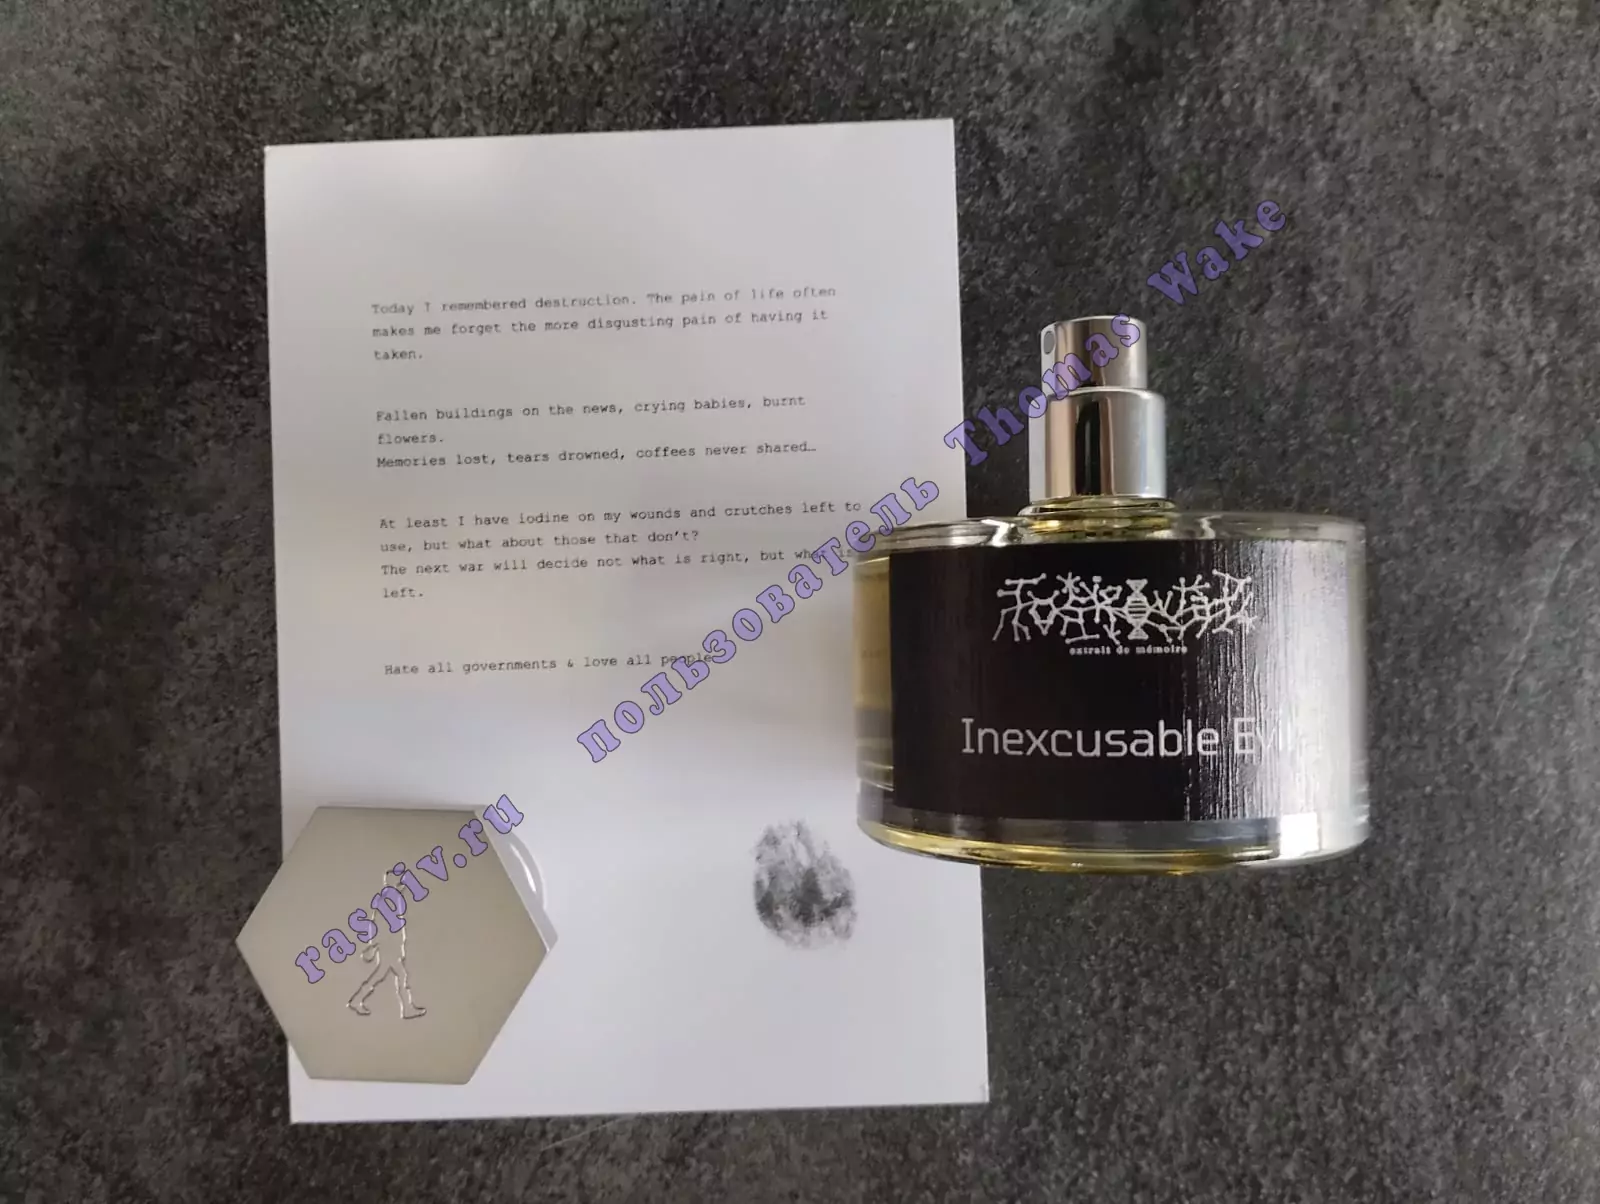 Today I remembered destruction. The pain of life often
makes me forget the more disgusting pain of having it
taken.
Fallen buildings on the news, crying babies, burnt
flowers.
Memories lost, tears drowned, coffees never shared…
At least I have iodine on my wounds and crutches left to
use, but what about those that don't?
The next war will decide not what is right, but what is
left.
Hate all governments & love all people
extrait de mémoire
Inexcusable Evil
raspiv.ru пользователь Thomas Wake